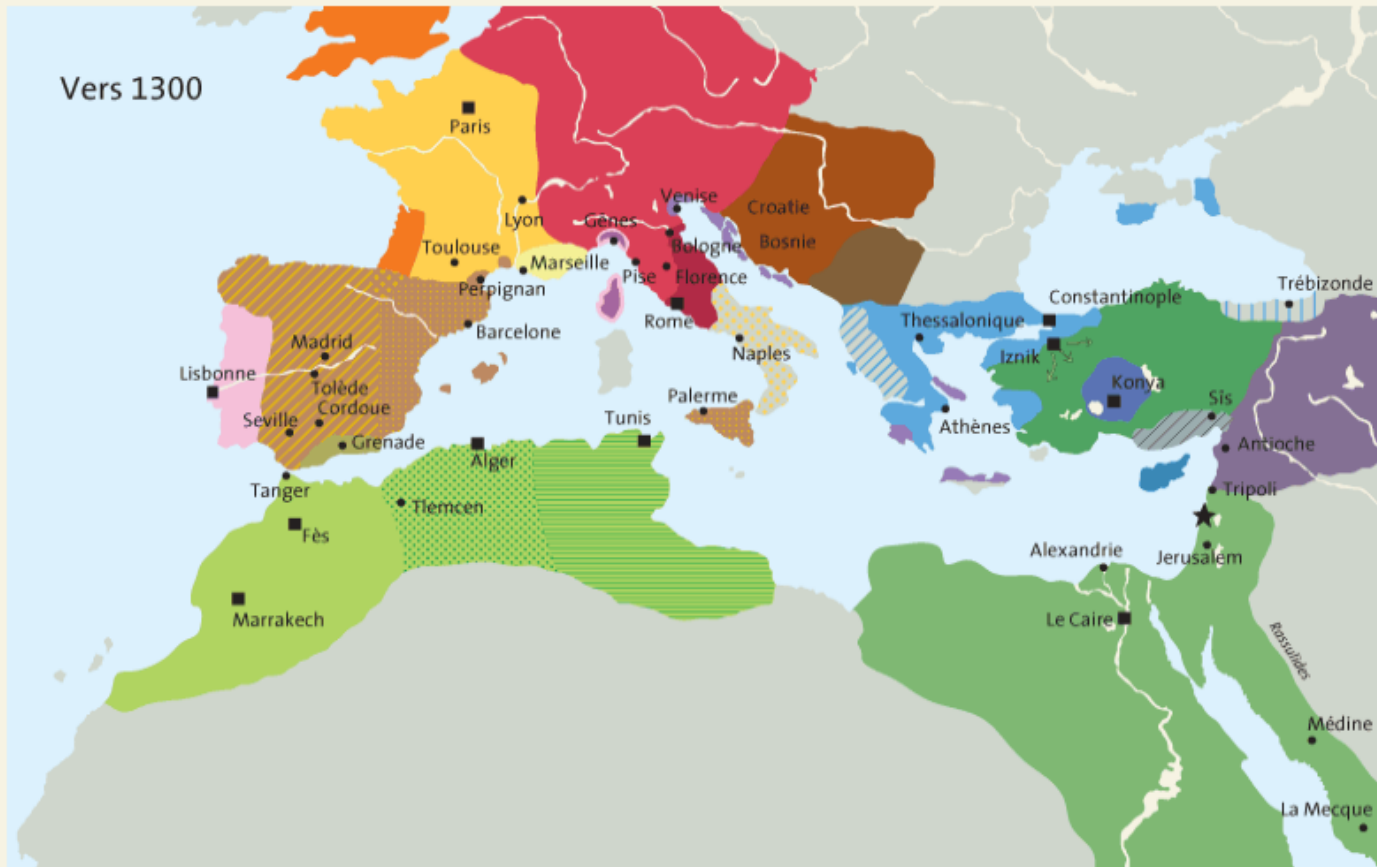 Vers 1300
Paris
Lyon
Venise
Croatie
Gênes
Bologne
Bosnie
Toulouse
Marseille
Pise
Florence
Perpignan
Trébizonde
Constantinople
Rome
Barcelone
Thessalonique
Madrid
Naples
Iznik
Lisbonne
Tolède
Konya
Palerme
Sîs
Cordoue
Seville
Tunis
Athènes
Grenade
Antioche
Alger
Tanger
Tripoli
Tlemcen
Fès
Alexandrie
Jerusalem
Marrakech
Le Caire
Rassulides
Médine
La Mecque